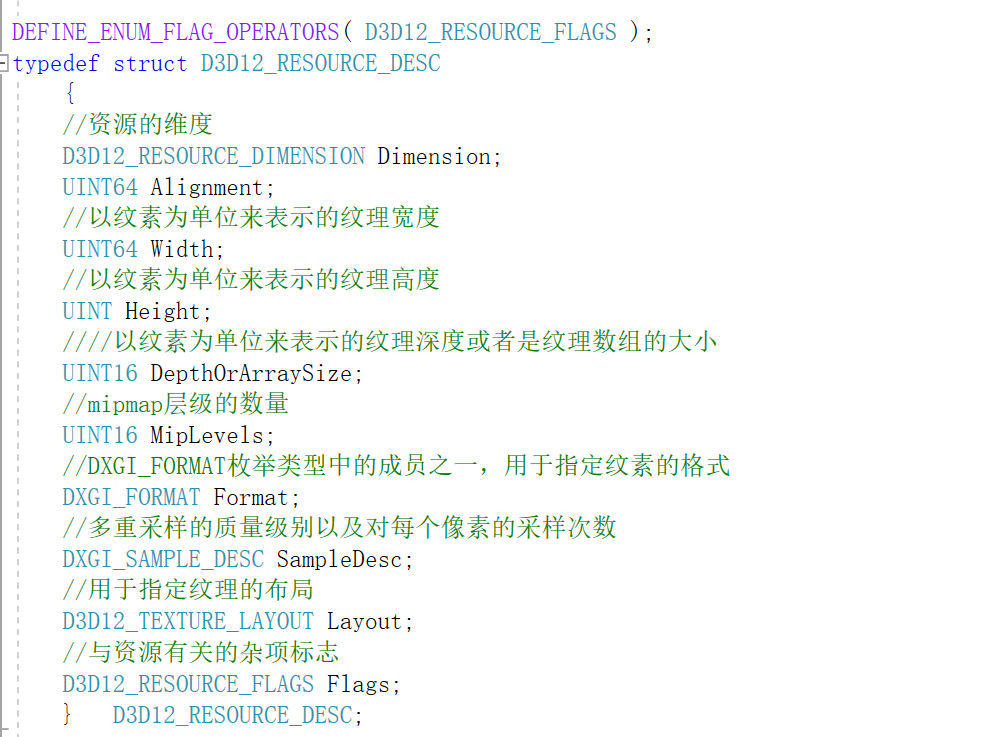 DEFINE_ENUM_FLAG_OPERATORS( D3D12_RESOURCE_FLAGS );
typedef struct D3D12_RESOURCE_DESC
{
//资源的维度
D3D12_RESOURCE_DIMENSION Dimension;
UINT64 Alignment;
//以纹素为单位来表示的纹理宽度
UINT64 Width;
//以纹素为单位来表示的纹理高度
UINT Height;
////以纹素为单位来表示的纹理深度或者是纹理数组的大小
UINT16 DepthOrArraySize;
//mipmap层级的数量
UINT16 MipLevels;
//DXGI_FORMAT枚举类型中的成员之一，用于指定纹素的格式
DXGI_FORMAT Format;
//多重采样的质量级别以及对每个像素的采样次数
DXGI_SAMPLE_DESC SampleDesc;
//用于指定纹理的布局
D3D12_TEXTURE_LAYOUT Layout;
//与资源有关的杂项标志
D3D12_RESOURCE_FLAGS Flags;
} D3D12_RESOURCE_DESC;